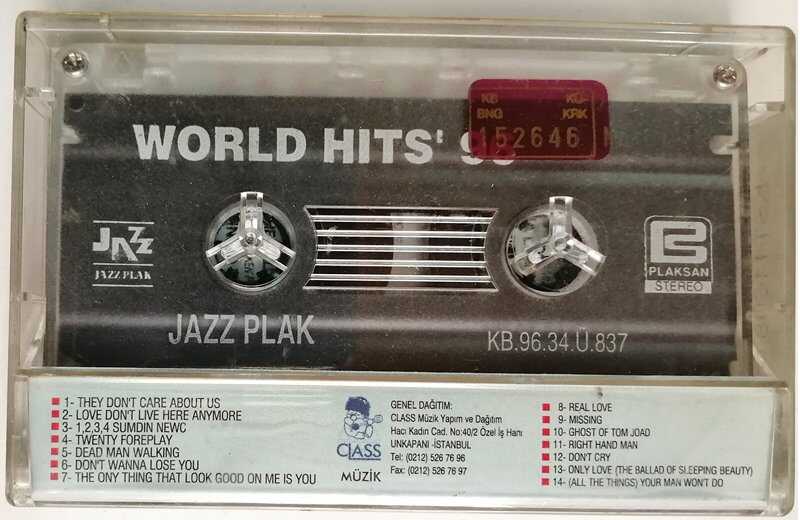 KB KÜ-
BNG KRK
152646
WORLD HITS'
JAZZ
JAZZ PLAK
PLAKSAN
STEREO
JAZZ PLAK
KB.96.34.Ü.837
1- THEY DON'T CARE ABOUT US
2- LOVE DON'T LIVE HERE ANYMORE
3- 1,2,3,4 SUMDIN NEWC
4- TWENTY FOREPLAY
5- DEAD MAN WALKING
6- DON'T WANNA LOSE YOU
7- THE ONY THING THAT LOOK GOOD ON ME IS YOU
CLASS
MÜZİK
GENEL DAĞITIM:
CLASS Müzik Yapım ve Dağıtım
Hacı Kadın Cad. No:40/2 Özel İş Hanı
UNKAPANI -İSTANBUL
Tel: (0212) 526 76 96
Fax: (0212) 526 76 97
8- REAL LOVE
9- MISSING
10- GHOST OF TOM JOAD
11- RIGHT HAND MAN
12- DON'T CRY
13- ONLY LOVE (THE BALLAD OF SLEEPING BEAUTY)
14- (ALL THE THINGS) YOUR MAN WON'T DO